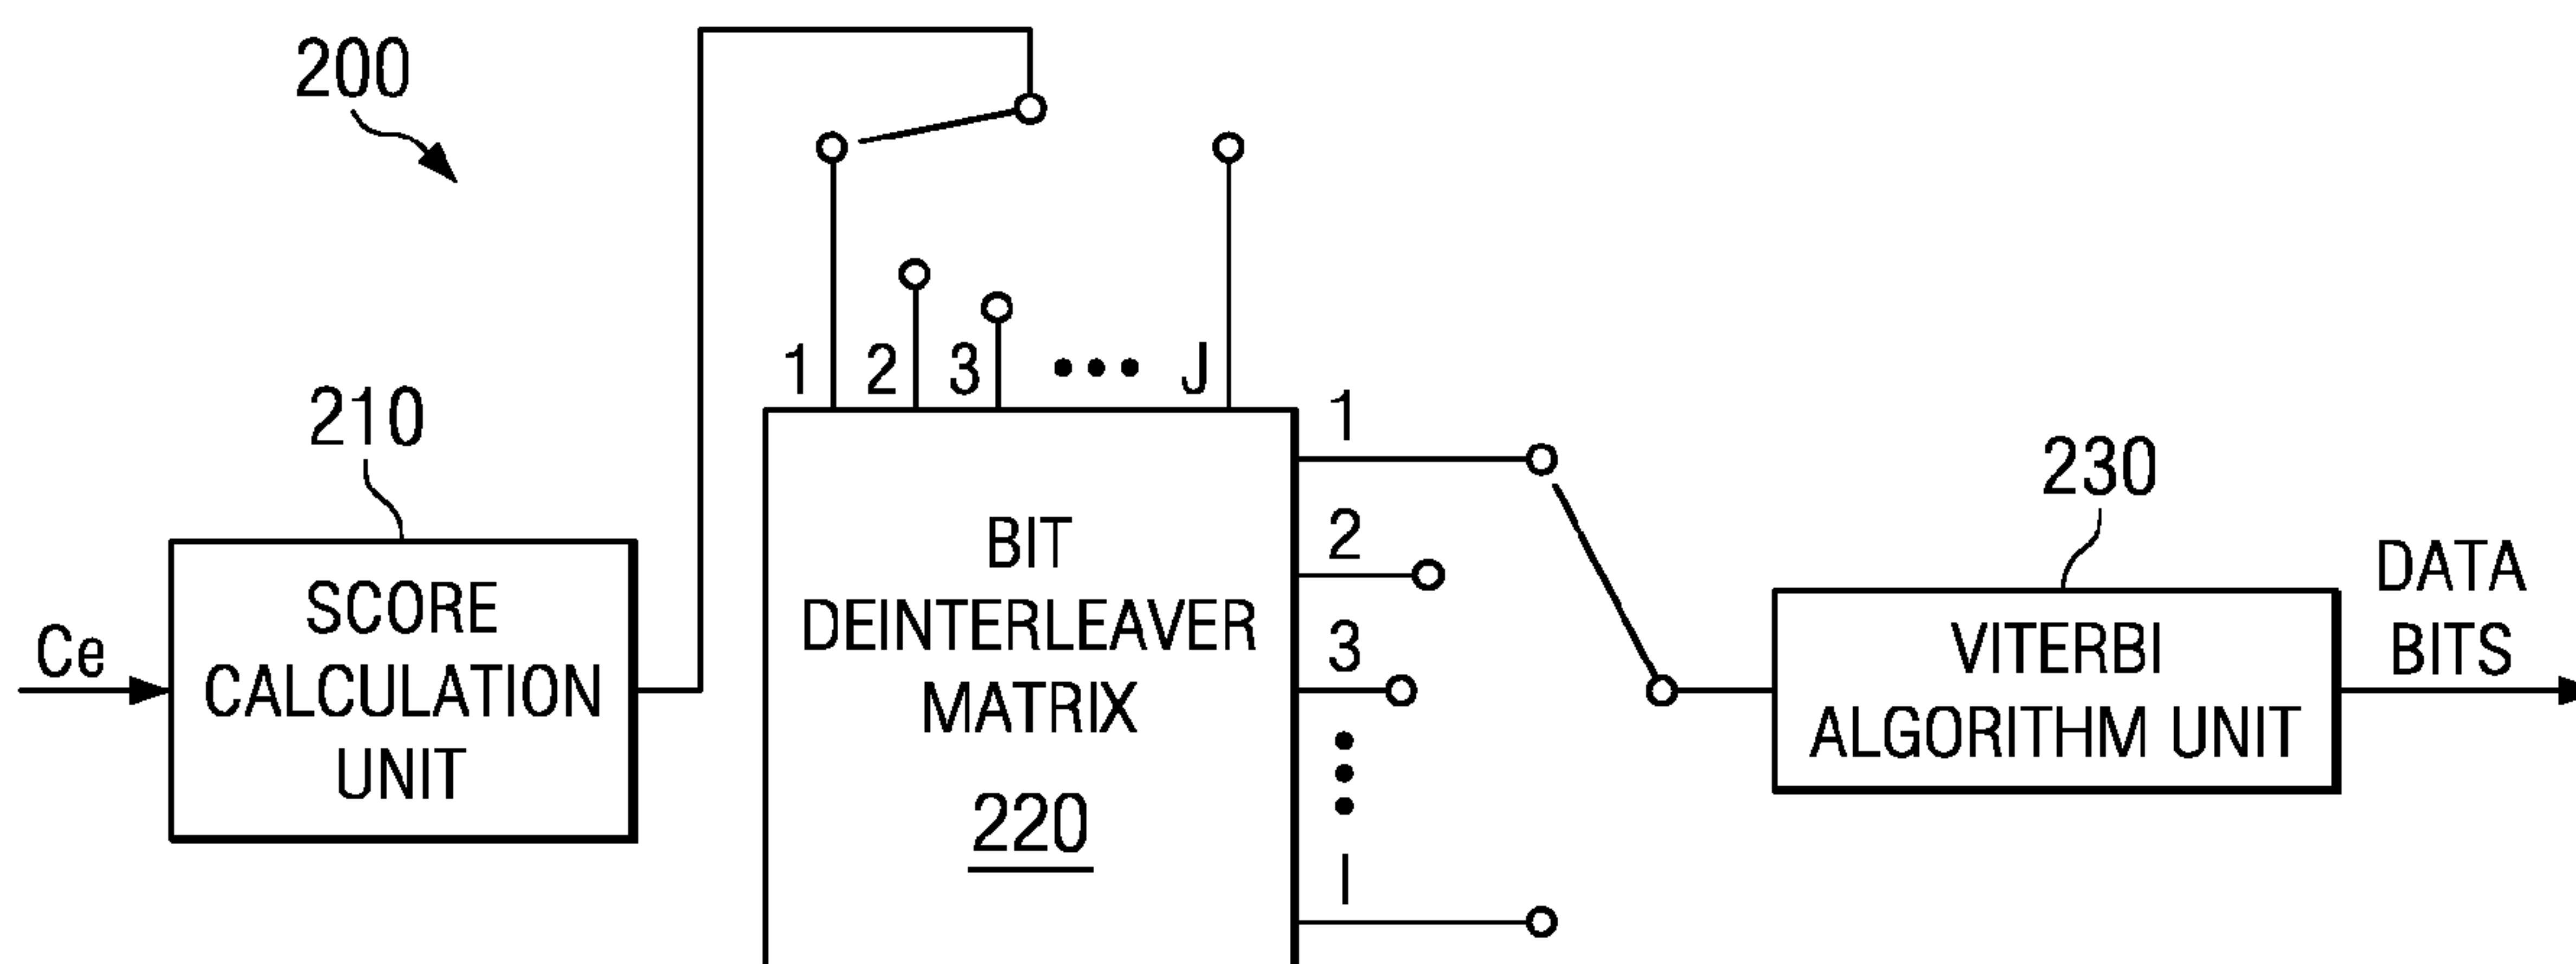 200
1 2 3 ••• J
210
Ce
SCORE
CALCULATION
UNIT
BIT
DEINTERLEAVER
MATRIX
220
1
2
3
I
230
VITERBI
ALGORITHM UNIT
DATA
BITS